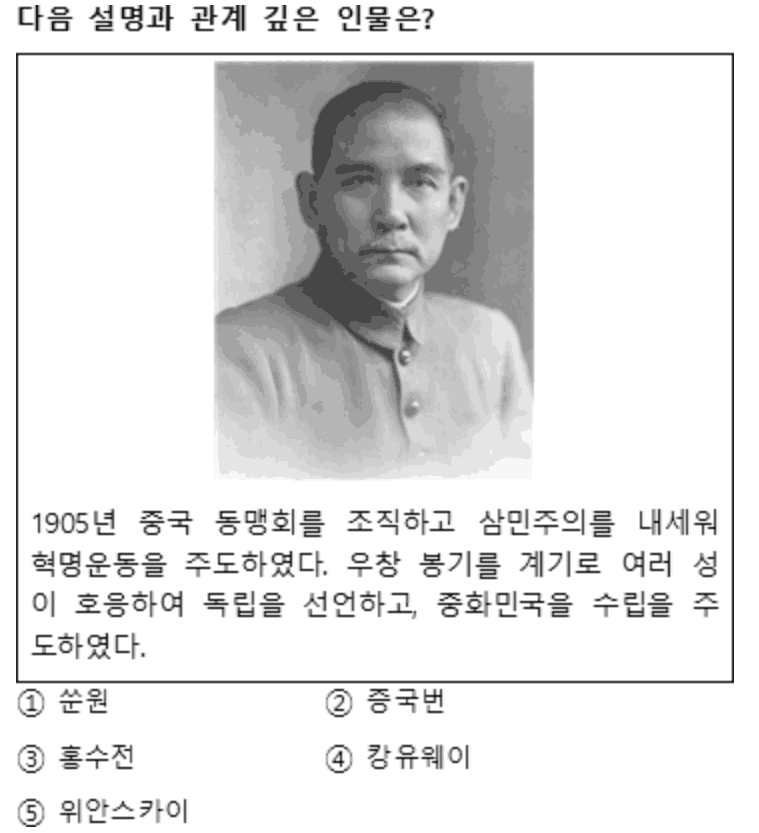 다음 설명과 관계 깊은 인물은?
1905년 중국 동맹회를 조직하고 삼민주의를 내세워
혁명운동을 주도하였다. 우창 봉기를 계기로 여러 성
이 호응하여 독립을 선언하고, 중화민국을 수립을 주
도하였다.
① 쑨원 ② 증국번
③ 홍수전 ④ 캉유웨이
⑤ 위안스카이